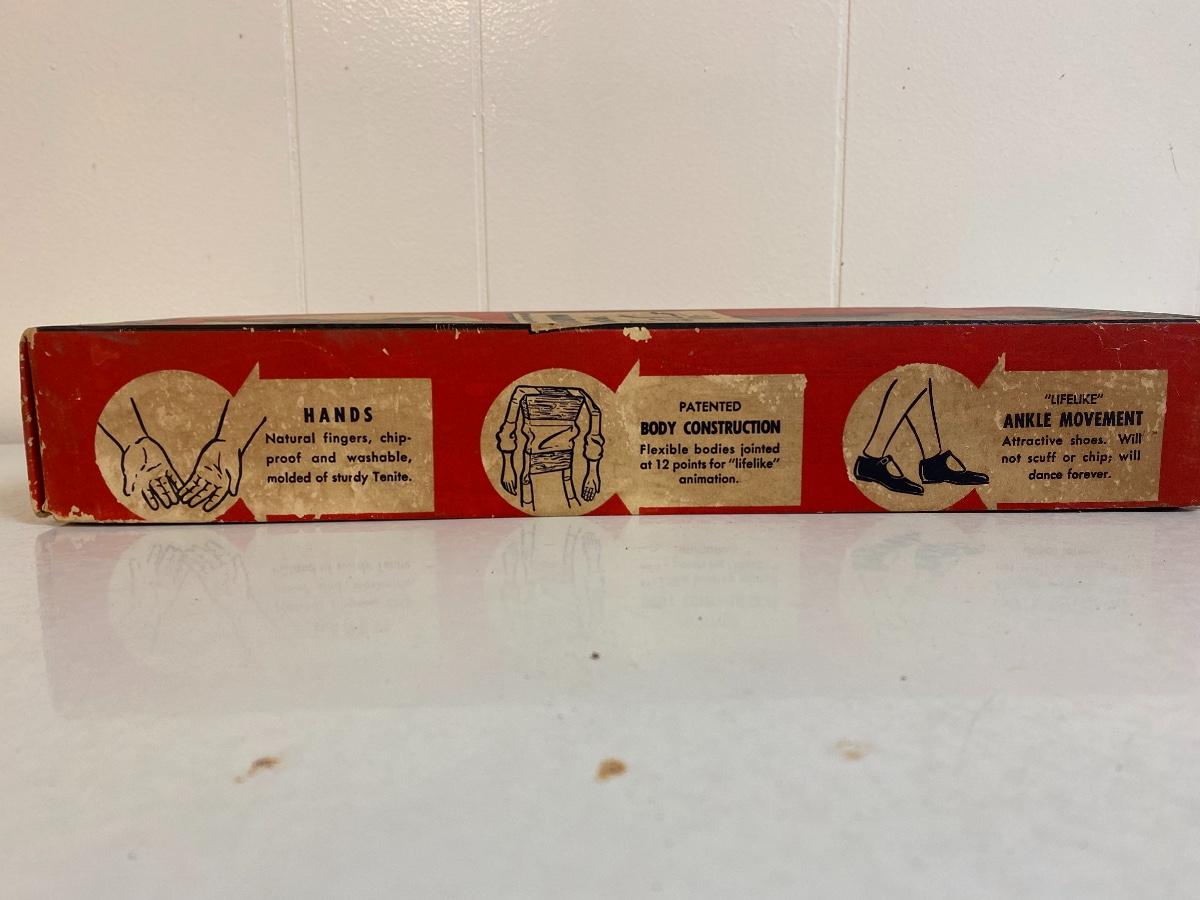 HANDS
Natural fingers, chip-
proof and washable,
molded of sturdy Tenite.
PATENTED
BODY CONSTRUCTION
Flexible bodies jointed
at 12 points for "lifelike"
animation.
"LIFELIKE"
ANKLE MOVEMENT
Attractive shoes. Will
not scuff or chip; will
dance forever.